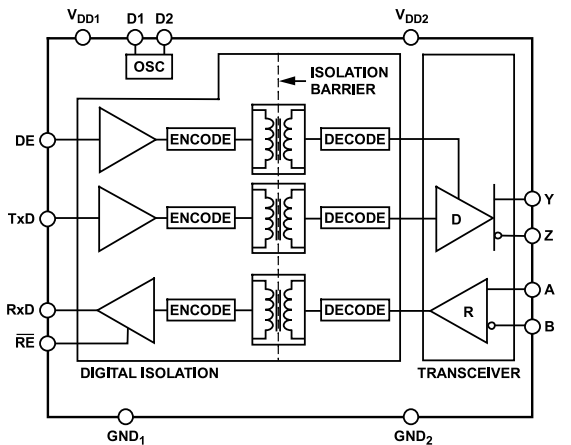 VDD1 D1 D2 VDD2
OSC
ISOLATION
BARRIER
DE ENCODE DECODE
TxD ENCODE DECODE D Y
Z
RxD ENCODE DECODE R A
B
RE
DIGITAL ISOLATION TRANSCEIVER
GND1 GND2